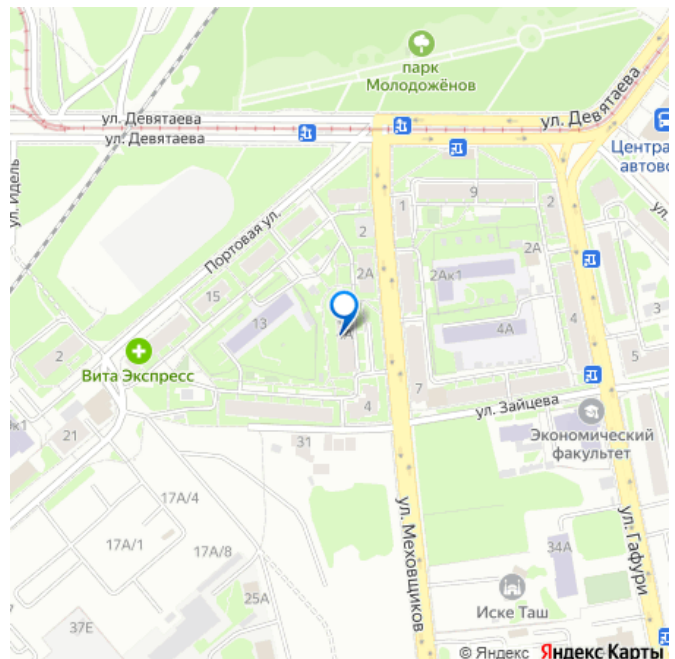 парк
Молодожёнов
ул. Девятаева
ул. Девятаева
ул. Девятаева
Центра
автово
ул. Идель
Портовая ул.
1
9
2
2
2А
2А
2Ак1
15
13
4А
4
3
2
5
Вита Экспресс
7
4
ул. Зайцева
Экономический
факультет
21
31
17А/4
17А/1
17А/8
ул. Меховщиков
ул. Гафури
34А
25А
Иске Таш
37Е
© Яндекс Яндекс Карты